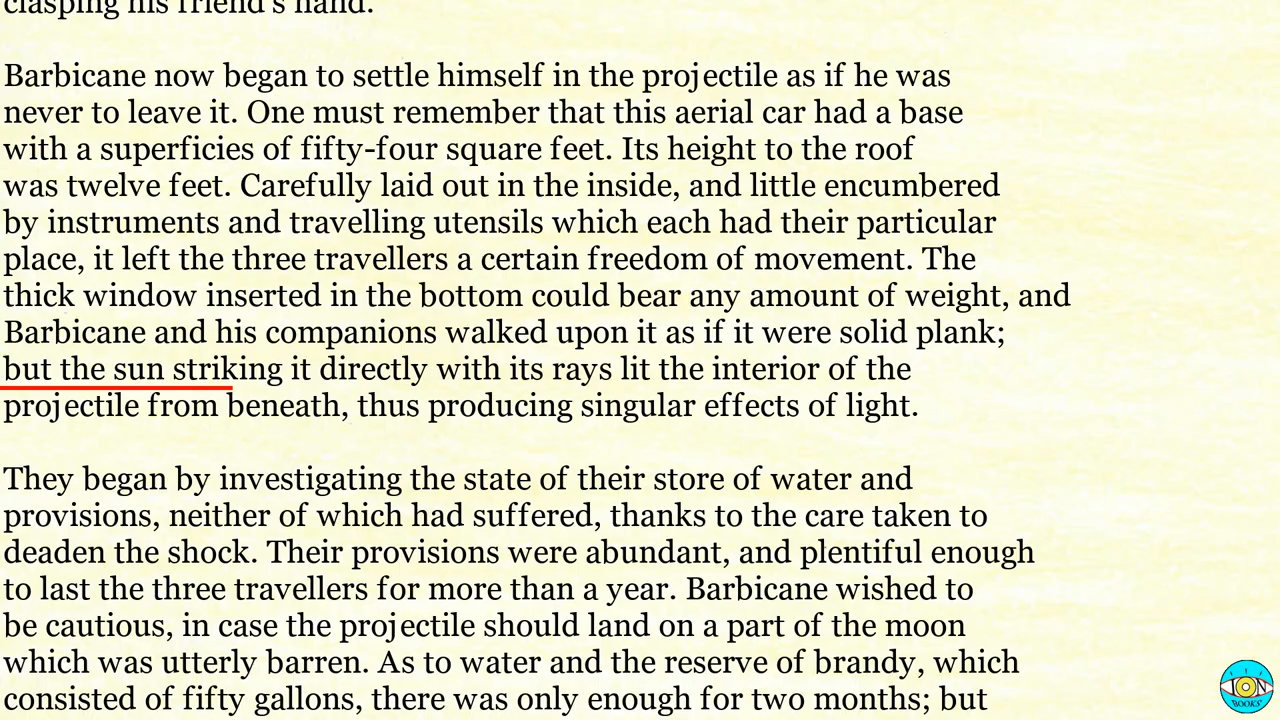 clasping his friend's hand.
Barbicane now began to settle himself in the projectile as if he was
never to leave it. One must remember that this aerial car had a base
with a superficies of fifty-four square feet. Its height to the roof
was twelve feet. Carefully laid out in the inside, and little encumbered
by instruments and travelling utensils which each had their particular
place, it left the three travellers a certain freedom of movement. The
thick window inserted in the bottom could bear any amount of weight, and
Barbicane and his companions walked upon it as if it were solid plank;
but the sun striking it directly with its rays lit the interior of the
projectile from beneath, thus producing singular effects of light.
They began by investigating the state of their store of water and
provisions, neither of which had suffered, thanks to the care taken to
deaden the shock. Their provisions were abundant, and plentiful enough
to last the three travellers for more than a year. Barbicane wished to
be cautious, in case the projectile should land on a part of the moon
which was utterly barren. As to water and the reserve of brandy, which
consisted of fifty gallons, there was only enough for two months; but
ION
BOOKS